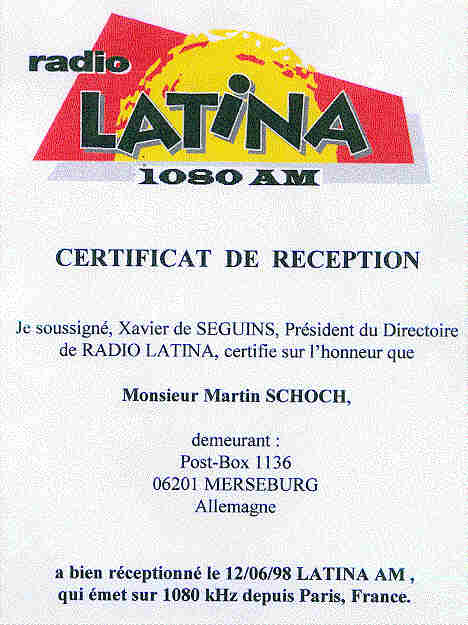 radio
LATINA
1080 AM
CERTIFICAT DE RECEPTION
Je soussigné, Xavier de SEGUINS, Président du Directoire
de RADIO LATINA, certifie sur l'honneur que
Monsieur Martin SCHOCH,
demeurant :
Post-Box 1136
06201 MERSEBURG
Allemagne
a bien réceptionné le 12/06/98 LATINA AM ,
qui émet sur 1080 kHz depuis Paris, France.